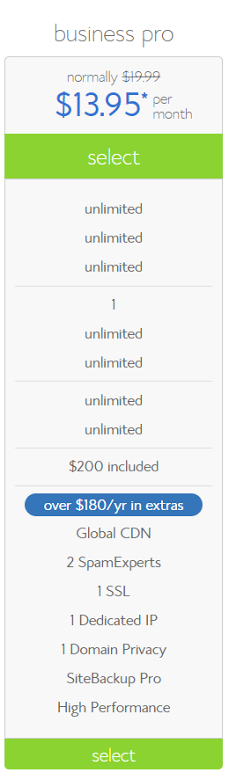 business pro
normally $19.99
$13.95* per month
select
unlimited
unlimited
unlimited
1
unlimited
unlimited
unlimited
unlimited
$200 included
over $180/yr in extras
Global CDN
2 SpamExperts
1 SSL
1 Dedicated IP
1 Domain Privacy
SiteBackup Pro
High Performance
select